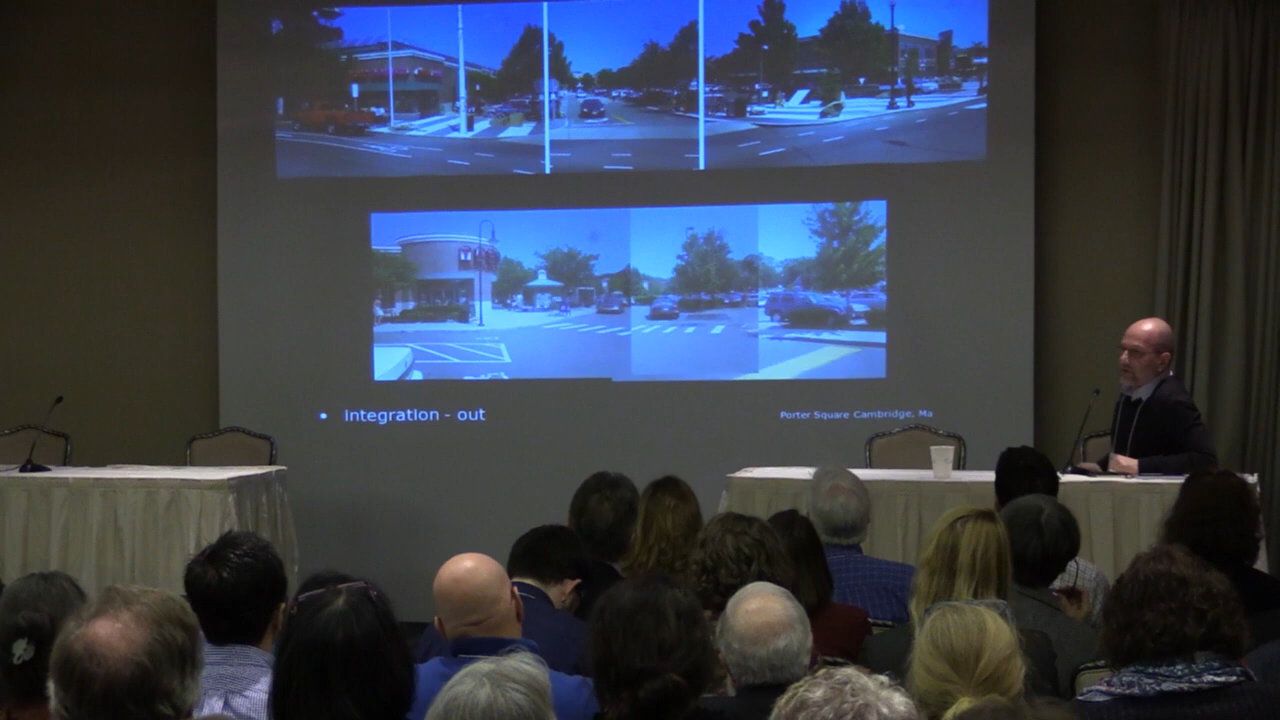 • integration - out
Porter Square Cambridge, Ma